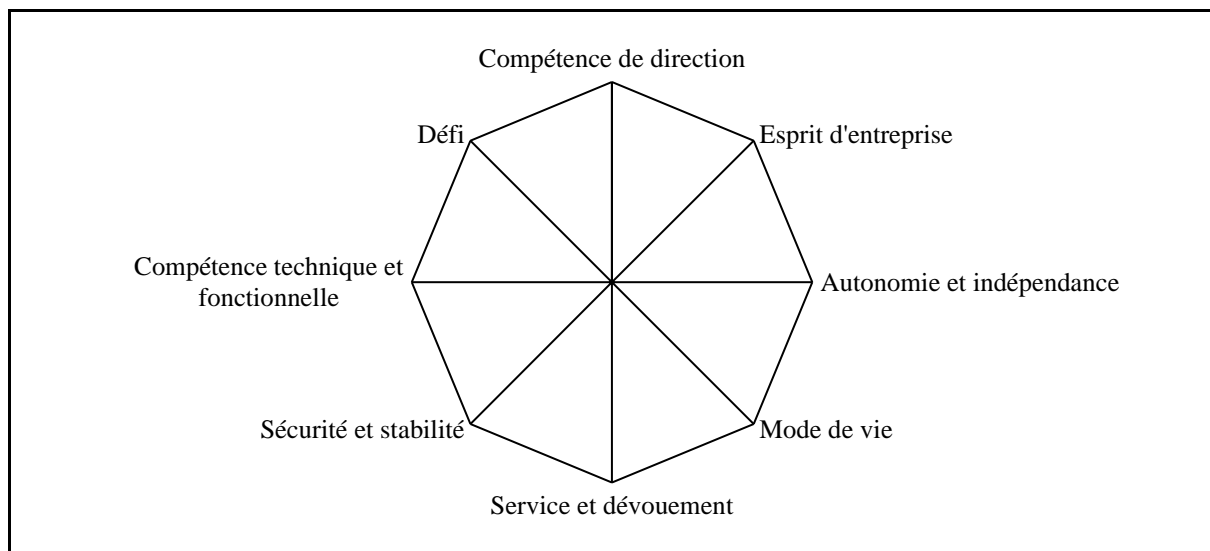 Compétence de direction
Défi
Esprit d'entreprise
Compétence technique et
fonctionnelle
Autonomie et indépendance
Sécurité et stabilité
Mode de vie
Service et dévouement